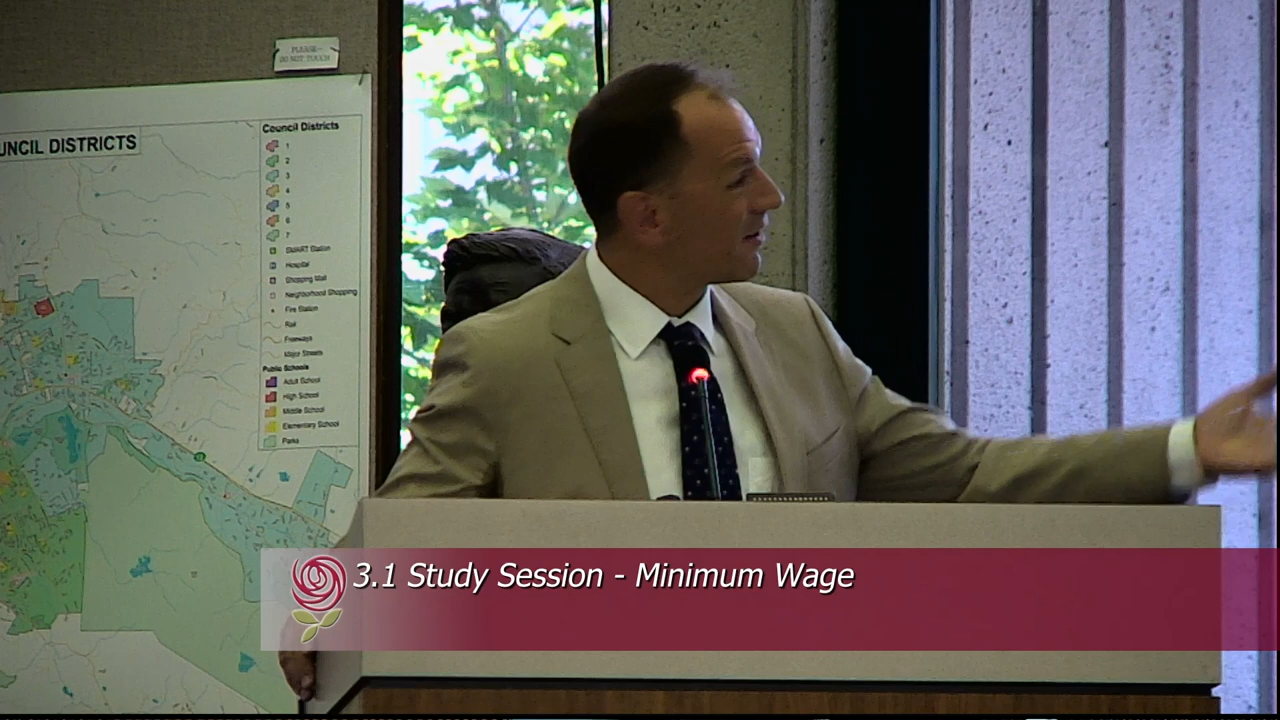 PLEASE-
DO NOT TOUCH
UNCIL DISTRICTS
Council Districts
1
2
3
4
5
6
7
SMART Station
Hospital
Shopping Mall
Neighborhood Shopping
Fire Station
Rail
Freeways
Major Streets
Public Schools
Adult School
High School
Middle School
Elementary School
Parks
3.1 Study Session - Minimum Wage